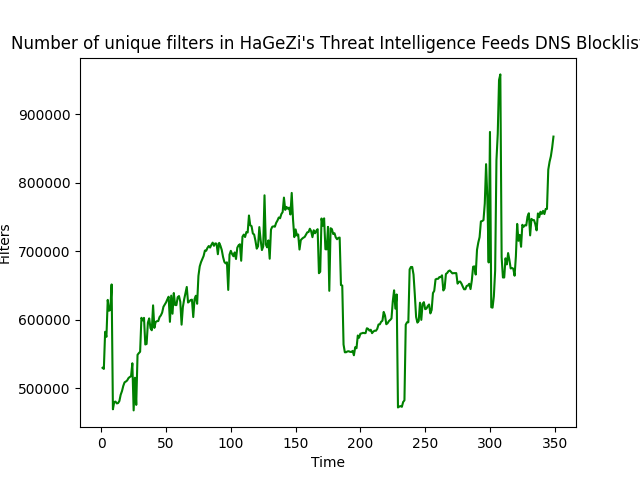 Number of unique filters in HaGeZi's Threat Intelligence Feeds DNS Blocklist
900000
800000
700000
600000
500000
Filters
0 50 100 150 200 250 300 350
Time